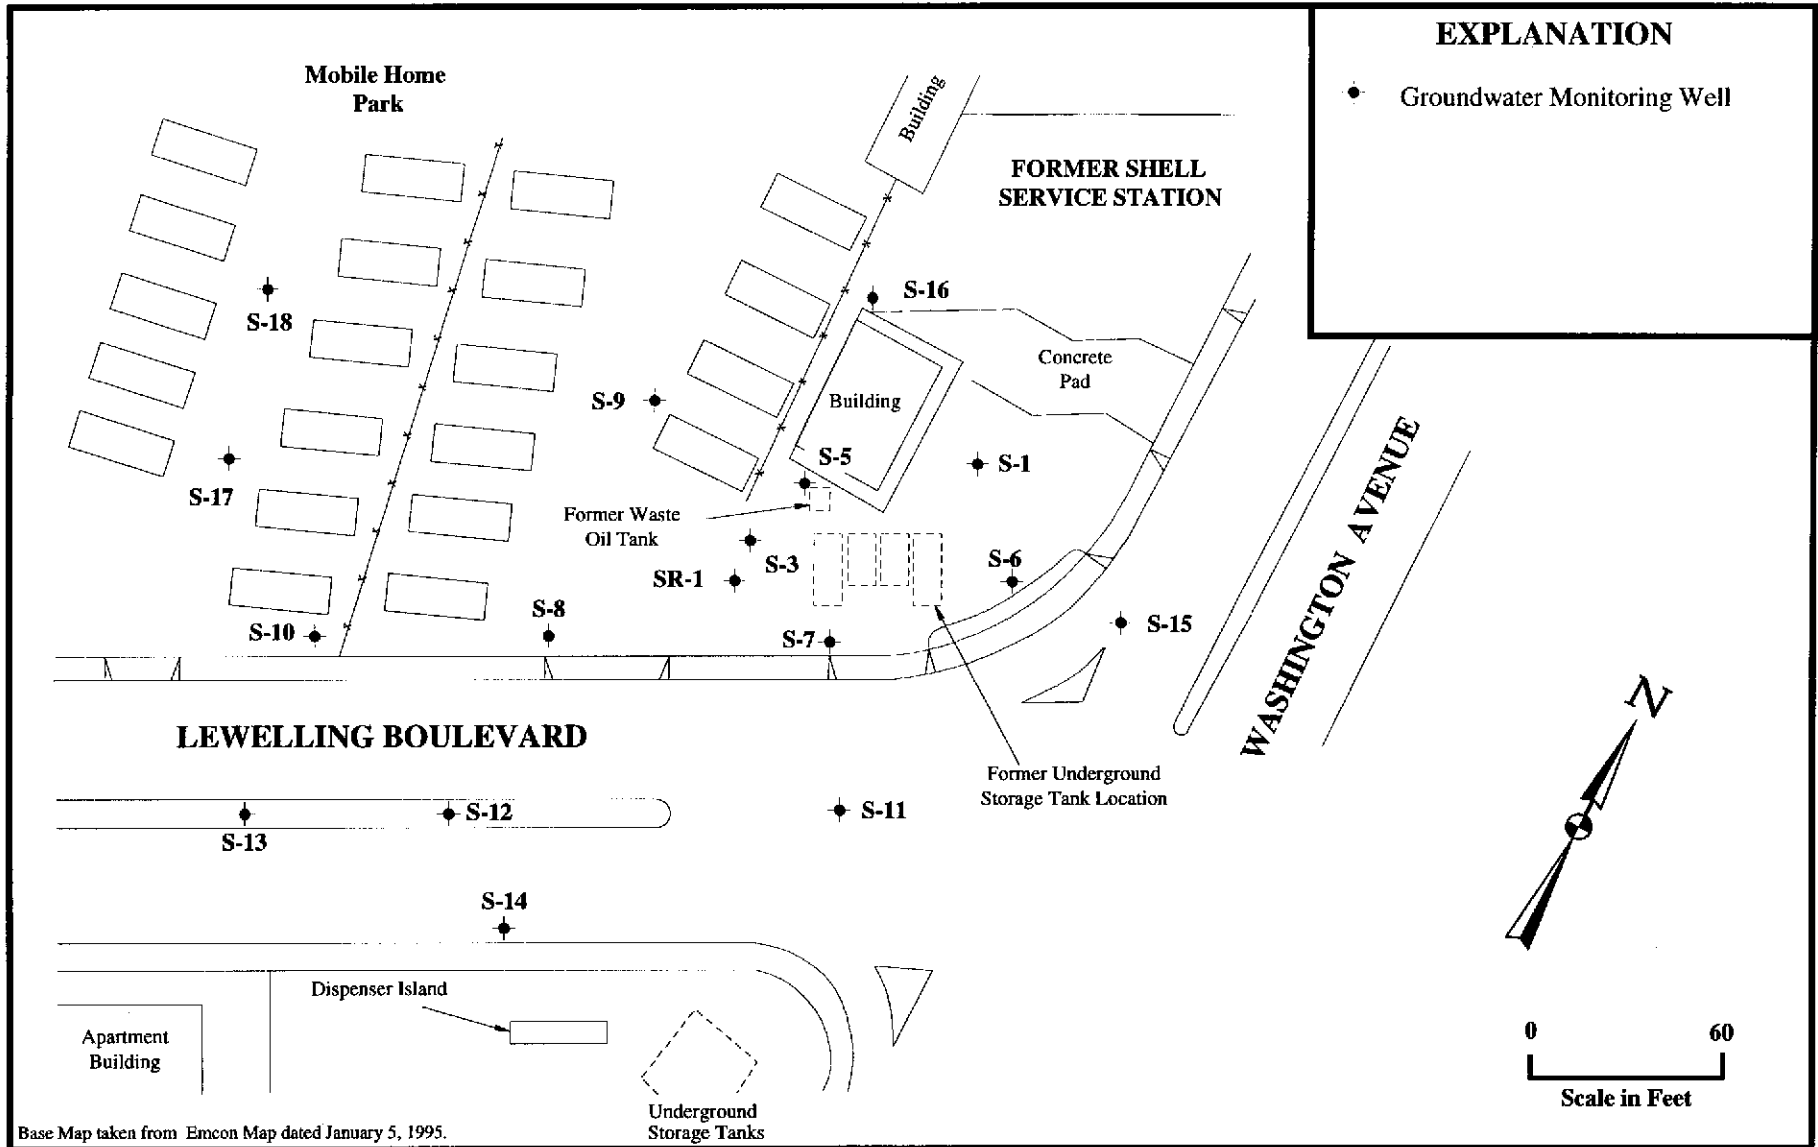 EXPLANATION
Groundwater Monitoring Well
Mobile Home
Park
Building
FORMER SHELL
SERVICE STATION
S-16
S-18
Concrete
Pad
S-9
Building
S-5
S-1
S-17
Former Waste
Oil Tank
S-3
SR-1
S-6
S-8
S-10
S-7
S-15
WASHINGTON AVENUE
N
LEWELLING BOULEVARD
Former Underground
Storage Tank Location
S-12
S-11
S-13
S-14
Dispenser Island
Apartment
Building
0 60
Scale in Feet
Underground
Storage Tanks
Base Map taken from Emcon Map dated January 5, 1995.